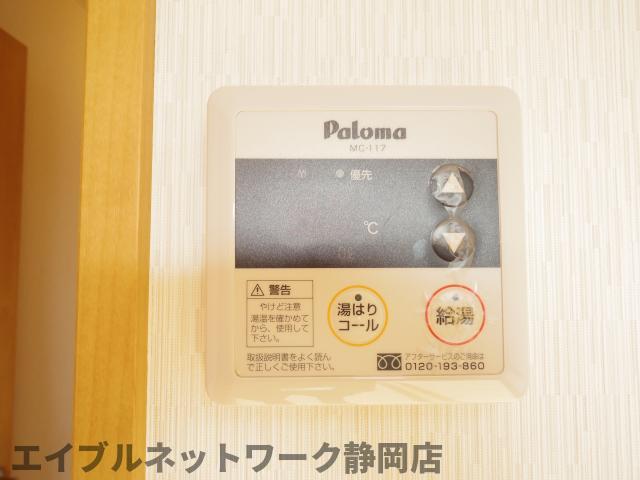 Paloma
MC-117
優先
℃
警告
やけど注意
湯温を確かめて
から、使用して
下さい。
湯はり
コール
給湯
取扱説明書をよく読ん
で正しくご使用下さい。
アフターサービスのご用命は
0120-193-860
エイブルネットワーク静岡店